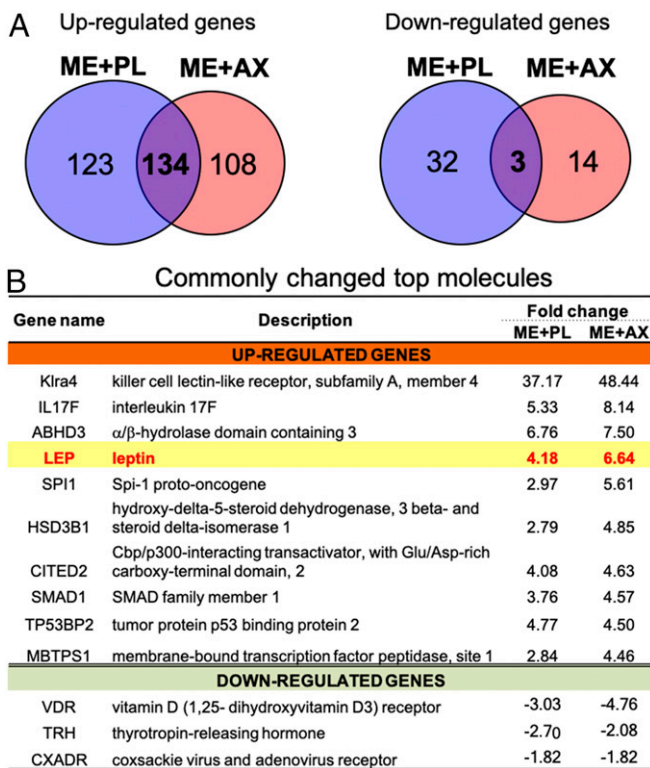 A
Up-regulated genes
Down-regulated genes
ME+PL ME+AX
ME+PL ME+AX
123 134 108
32 3 14
B
Commonly changed top molecules
Gene name Description Fold change
ME+PL ME+AX
UP-REGULATED GENES
Klra4 killer cell lectin-like receptor, subfamily A, member 4 37.17 48.44
IL17F interleukin 17F 5.33 8.14
ABHD3 α/β-hydrolase domain containing 3 6.76 7.50
LEP leptin 4.18 6.64
SPI1 Spi-1 proto-oncogene 2.97 5.61
hydroxy-delta-5-steroid dehydrogenase, 3 beta- and
HSD3B1 steroid delta-isomerase 1 2.79 4.85
Cbp/p300-interacting transactivator, with Glu/Asp-rich
CITED2 carboxy-terminal domain, 2 4.08 4.63
SMAD1 SMAD family member 1 3.76 4.57
TP53BP2 tumor protein p53 binding protein 2 4.77 4.50
MBTPS1 membrane-bound transcription factor peptidase, site 1 2.84 4.46
DOWN-REGULATED GENES
VDR vitamin D (1,25- dihydroxyvitamin D3) receptor -3.03 -4.76
TRH thyrotropin-releasing hormone -2.70 -2.08
CXADR coxsackie virus and adenovirus receptor -1.82 -1.82